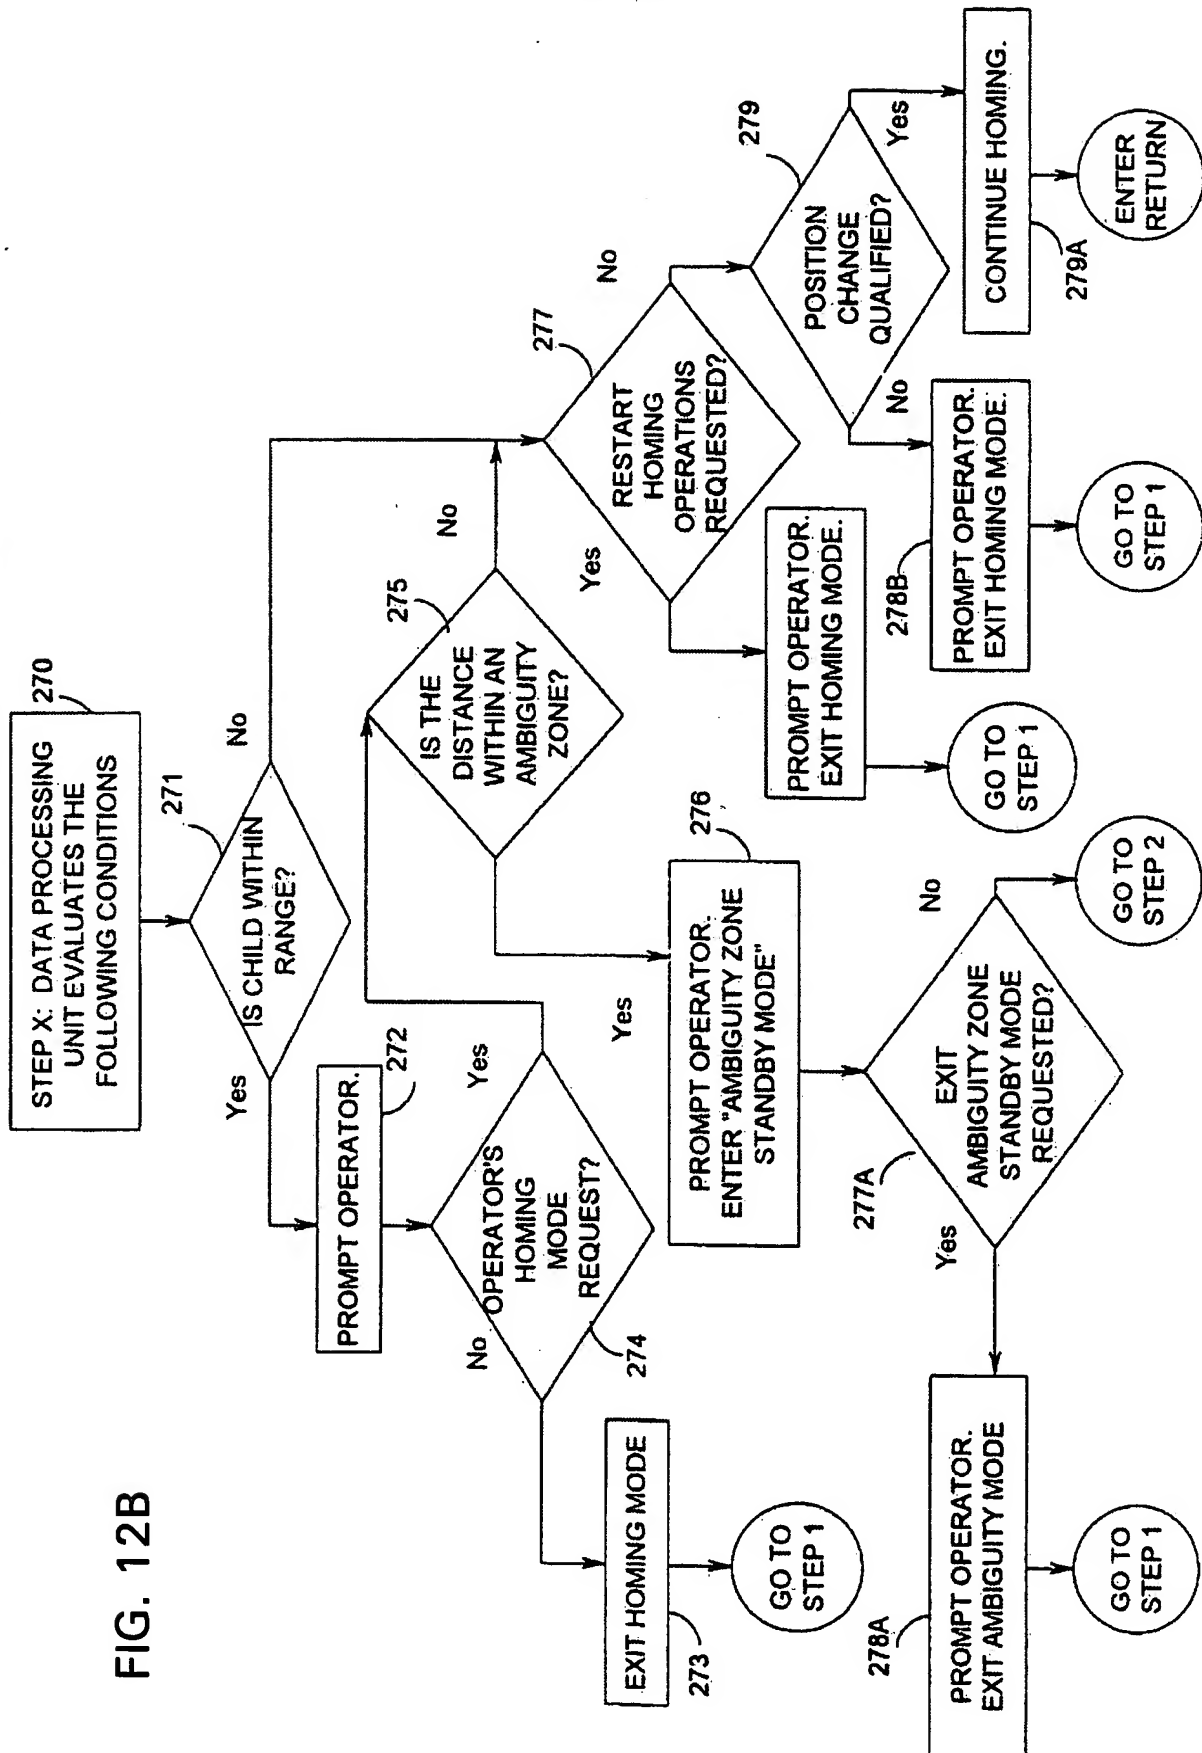 FIG. 12B
STEP X: DATA PROCESSING
UNIT EVALUATES THE
FOLLOWING CONDITIONS
270
271
IS CHILD WITHIN
RANGE?
Yes
No
PROMPT OPERATOR.
272
OPERATOR'S
HOMING
MODE
REQUEST?
274
No
Yes
EXIT HOMING MODE
273
GO TO
STEP 1
IS THE
DISTANCE
WITHIN AN
AMBIGUITY
ZONE?
275
No
Yes
PROMPT OPERATOR.
ENTER "AMBIGUITY ZONE
STANDBY MODE"
276
EXIT
AMBIGUITY ZONE
STANDBY MODE
REQUESTED?
277A
Yes
No
PROMPT OPERATOR.
EXIT AMBIGUITY MODE
278A
GO TO
STEP 1
GO TO
STEP 2
RESTART
HOMING
OPERATIONS
REQUESTED?
277
Yes
No
PROMPT OPERATOR.
EXIT HOMING MODE.
GO TO
STEP 1
POSITION
CHANGE
QUALIFIED?
279
No
Yes
PROMPT OPERATOR.
EXIT HOMING MODE.
278B
GO TO
STEP 1
CONTINUE HOMING.
279A
ENTER
RETURN